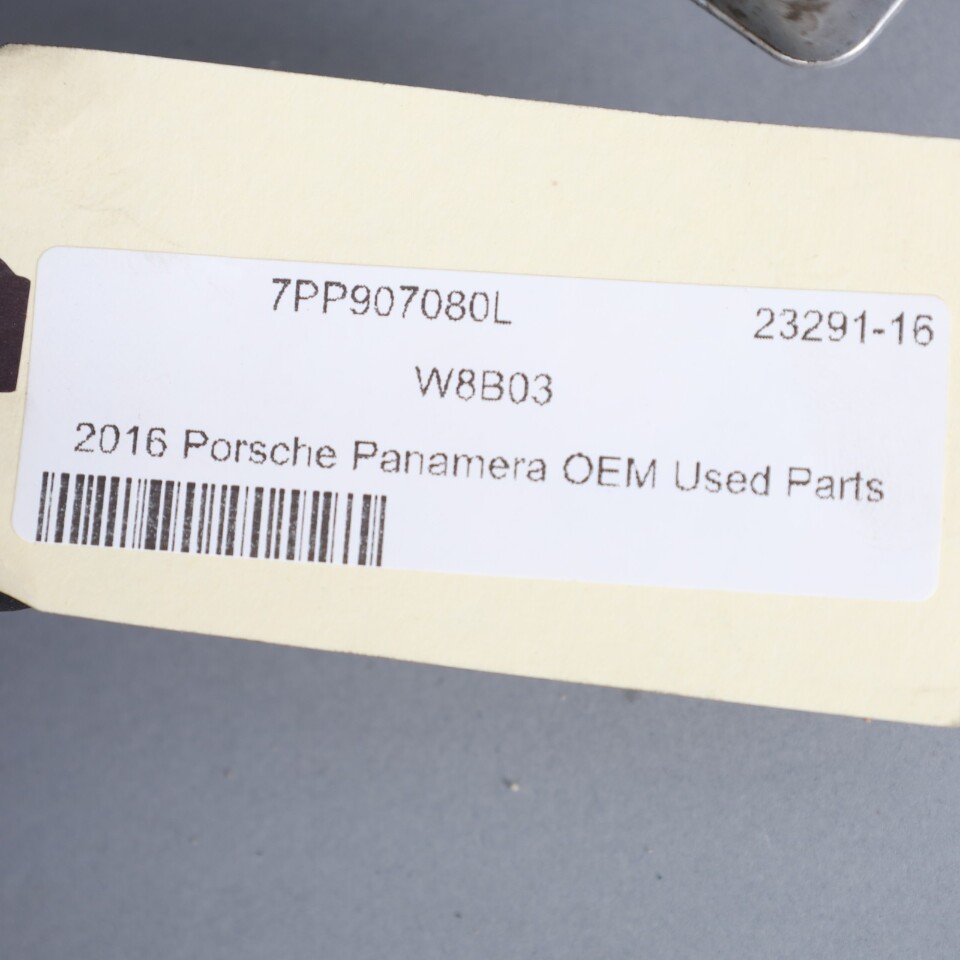 7PP907080L 23291-16
W8B03
2016 Porsche Panamera OEM Used Parts